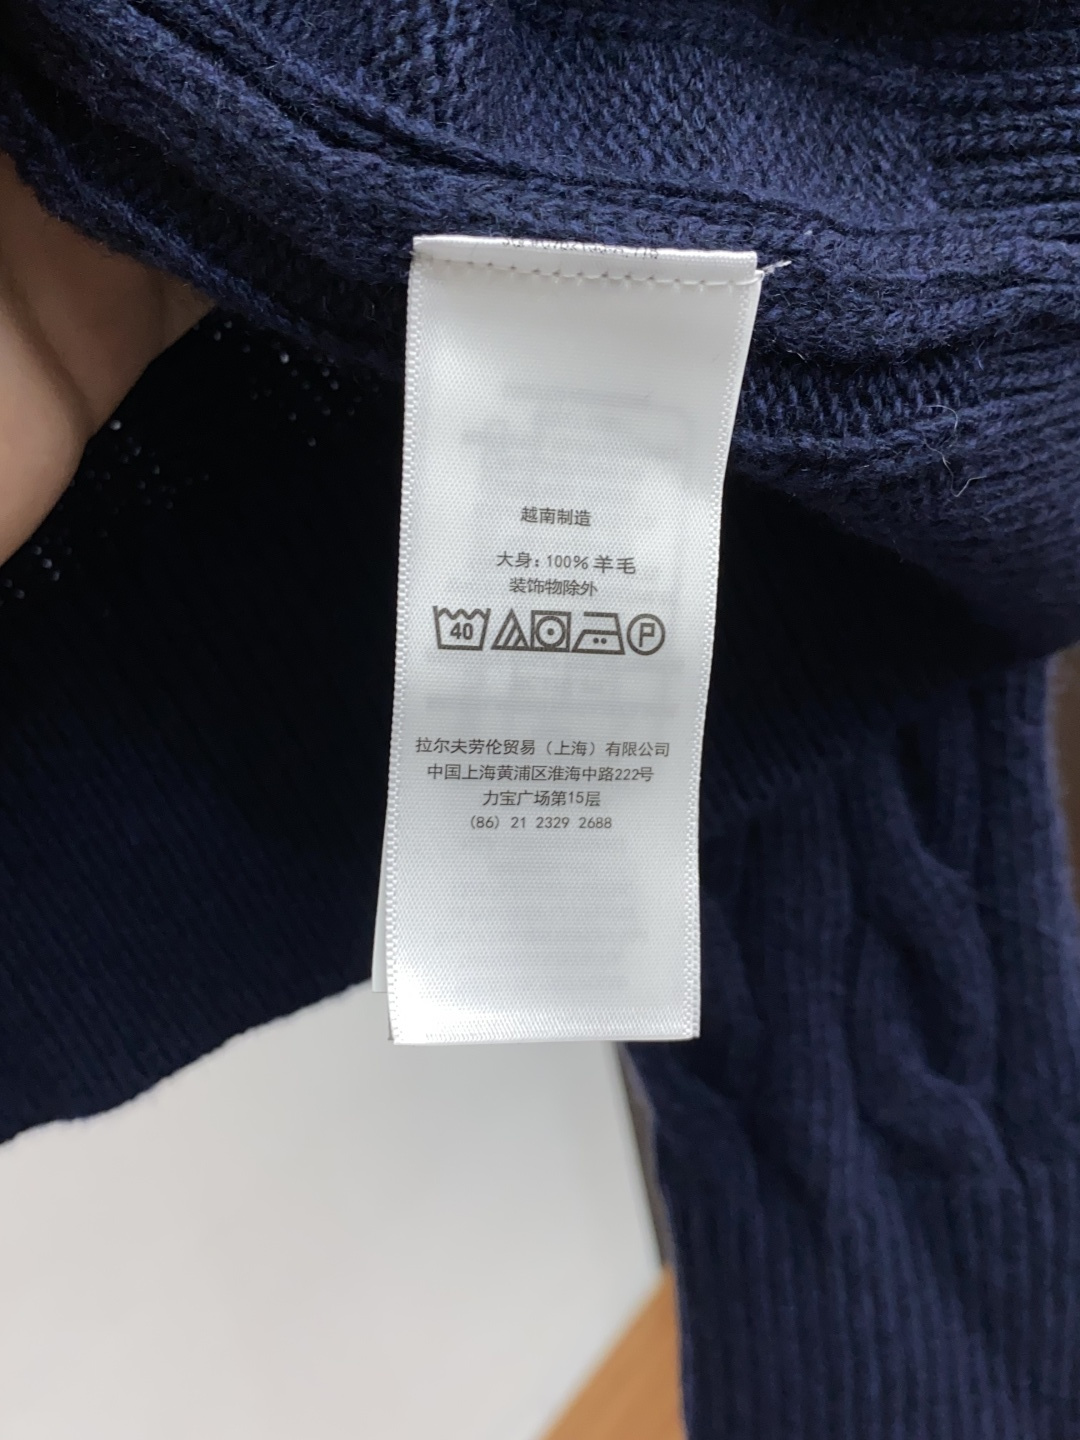 越南制造
大身: 100% 羊毛
装饰物除外
40 P
拉尔夫劳伦贸易（上海）有限公司
中国上海黄浦区淮海中路222号
力宝广场第15层
(86) 21 2329 2688